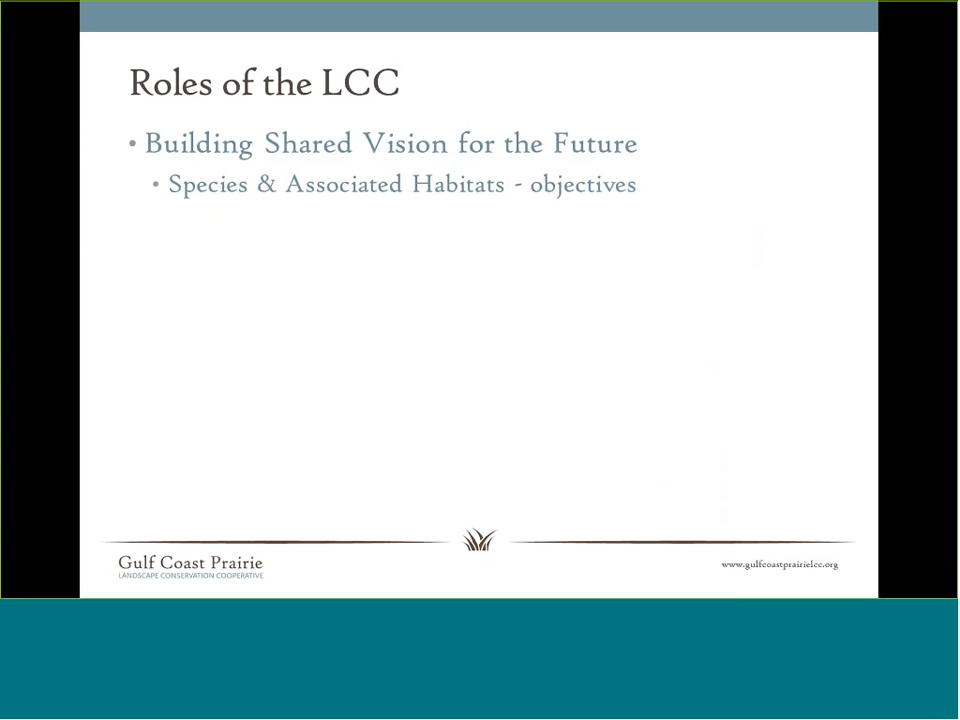 Roles of the LCC
• Building Shared Vision for the Future
• Species & Associated Habitats - objectives
Gulf Coast Prairie
LANDSCAPE CONSERVATION COOPERATIVE
www.gulfcoastprairielcc.org